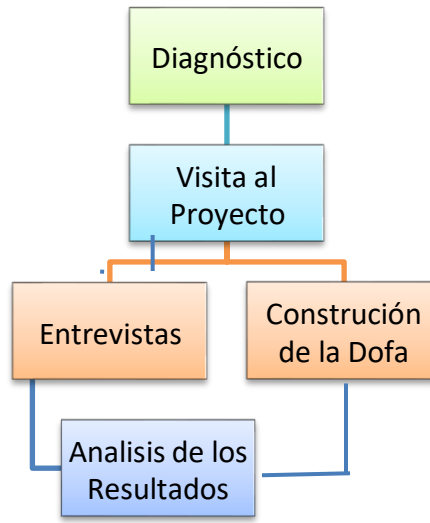 Diagnóstico
Visita al
Proyecto
Entrevistas
Construción
de la Dofa
Analisis de los
Resultados